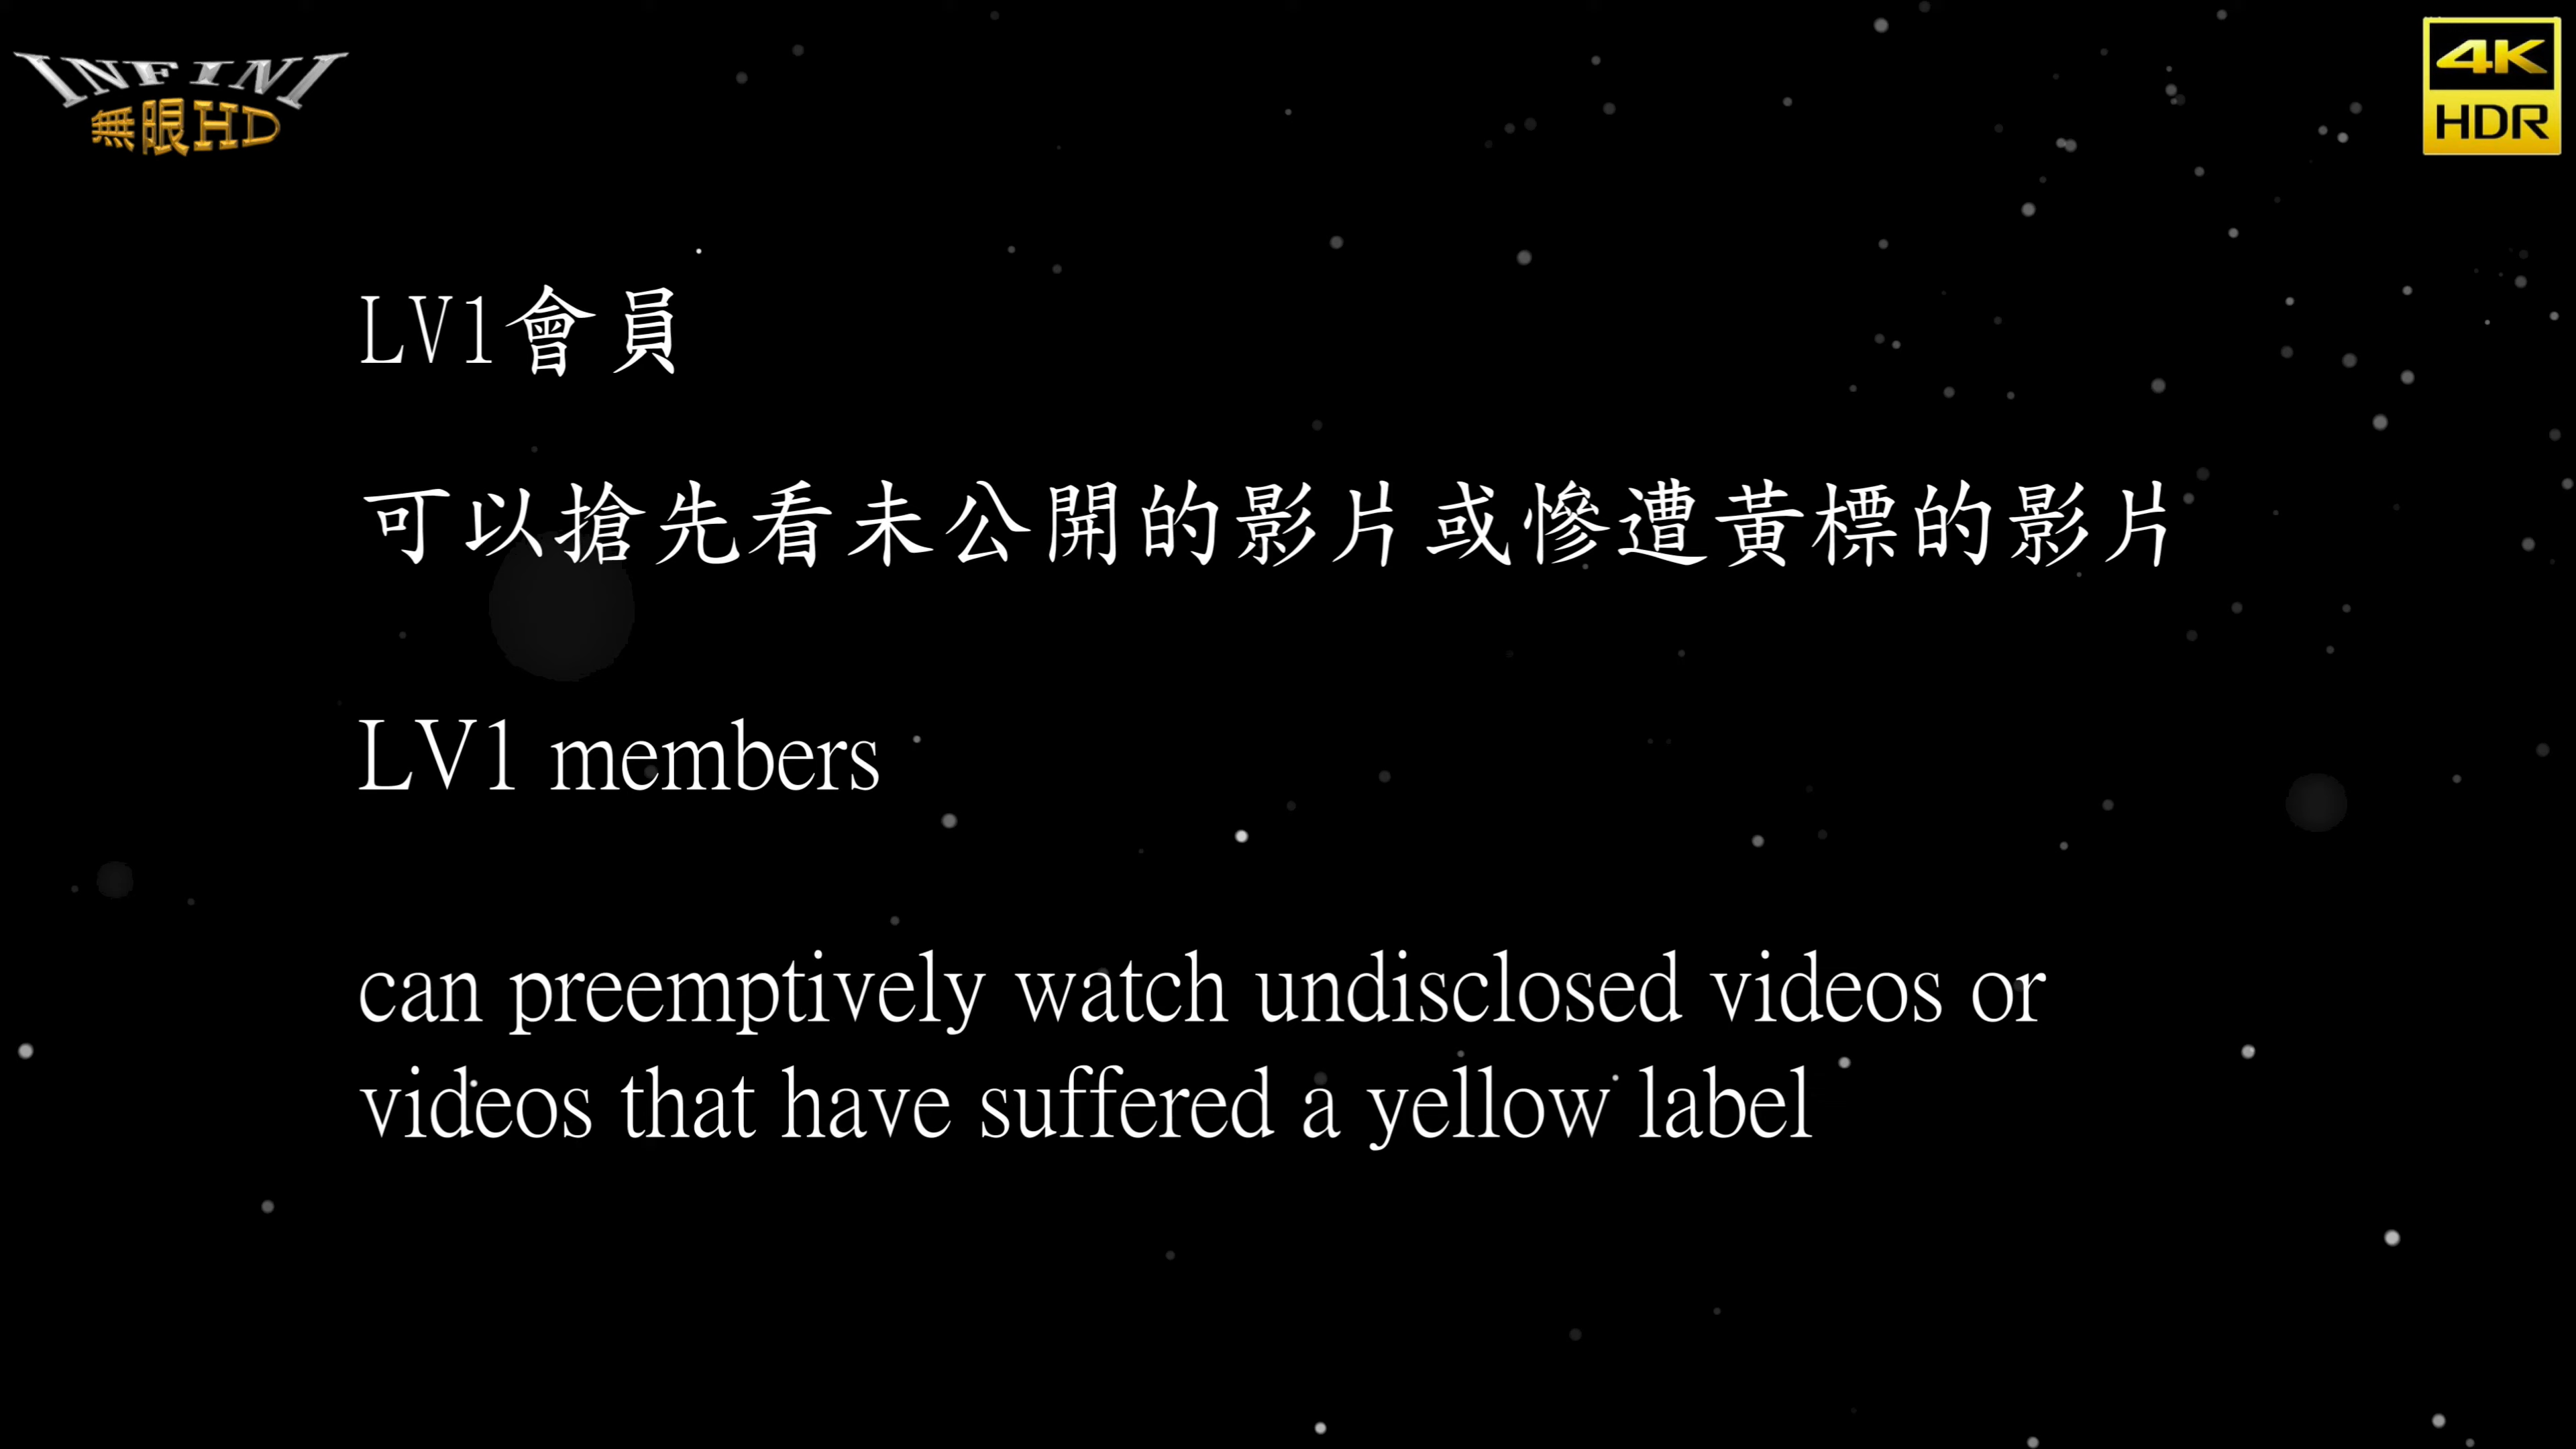 INFINI
無限HD
4K
HDR
LV1會員
可以搶先看未公開的影片或慘遭黃標的影片
LV1 members
can preemptively watch undisclosed videos or
videos that have suffered a yellow label